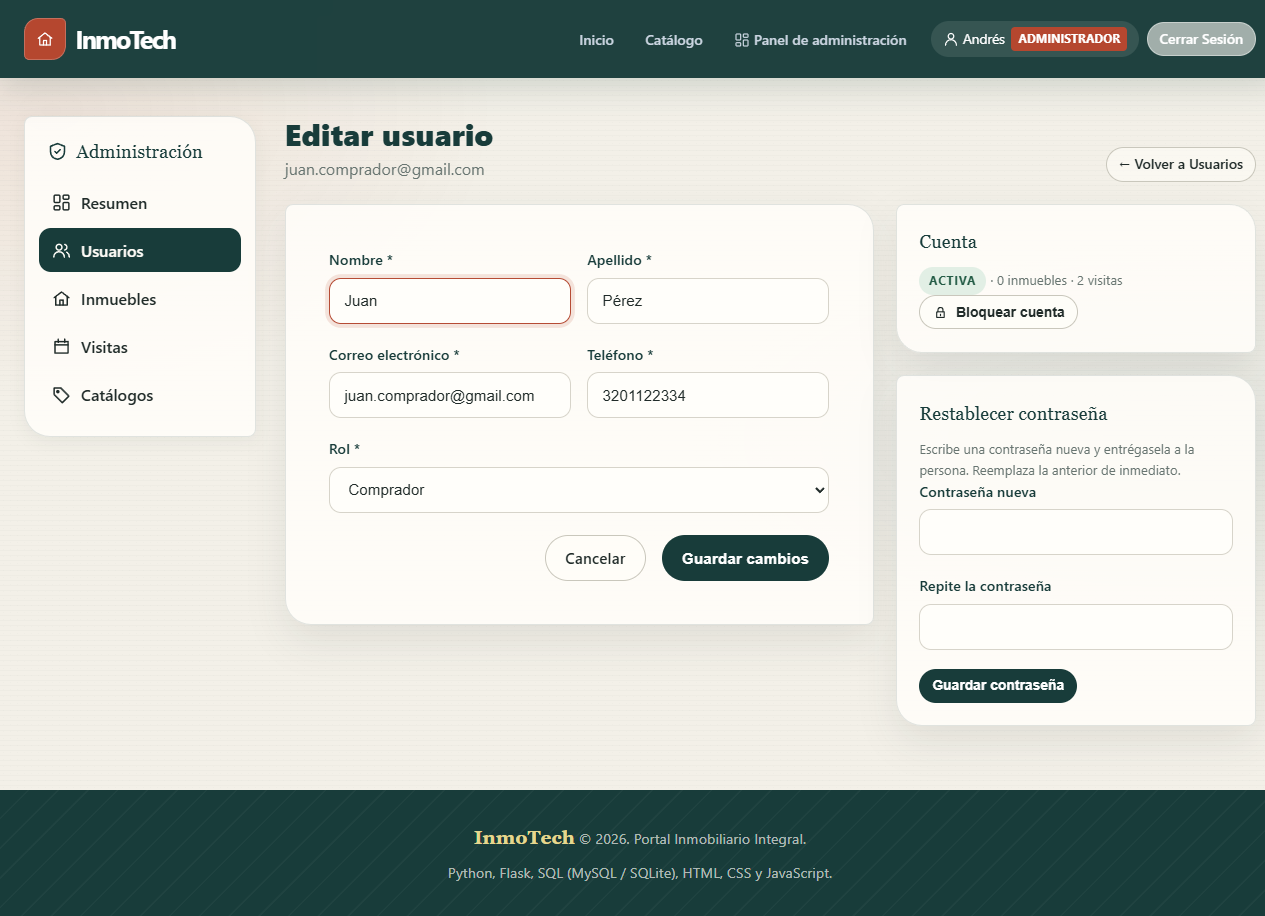 InmoTech
Inicio
Catálogo
Panel de administración
Andrés
ADMINISTRADOR
Cerrar Sesión
Administración
Resumen
Usuarios
Inmuebles
Visitas
Catálogos
Editar usuario
juan.comprador@gmail.com
← Volver a Usuarios
Nombre *
Juan
Apellido *
Pérez
Correo electrónico *
juan.comprador@gmail.com
Teléfono *
3201122334
Rol *
Comprador
Cancelar
Guardar cambios
Cuenta
ACTIVA · 0 inmuebles · 2 visitas
Bloquear cuenta
Restablecer contraseña
Escribe una contraseña nueva y entrégasela a la
persona. Reemplaza la anterior de inmediato.
Contraseña nueva
Repite la contraseña
Guardar contraseña
InmoTech © 2026. Portal Inmobiliario Integral.
Python, Flask, SQL (MySQL / SQLite), HTML, CSS y JavaScript.